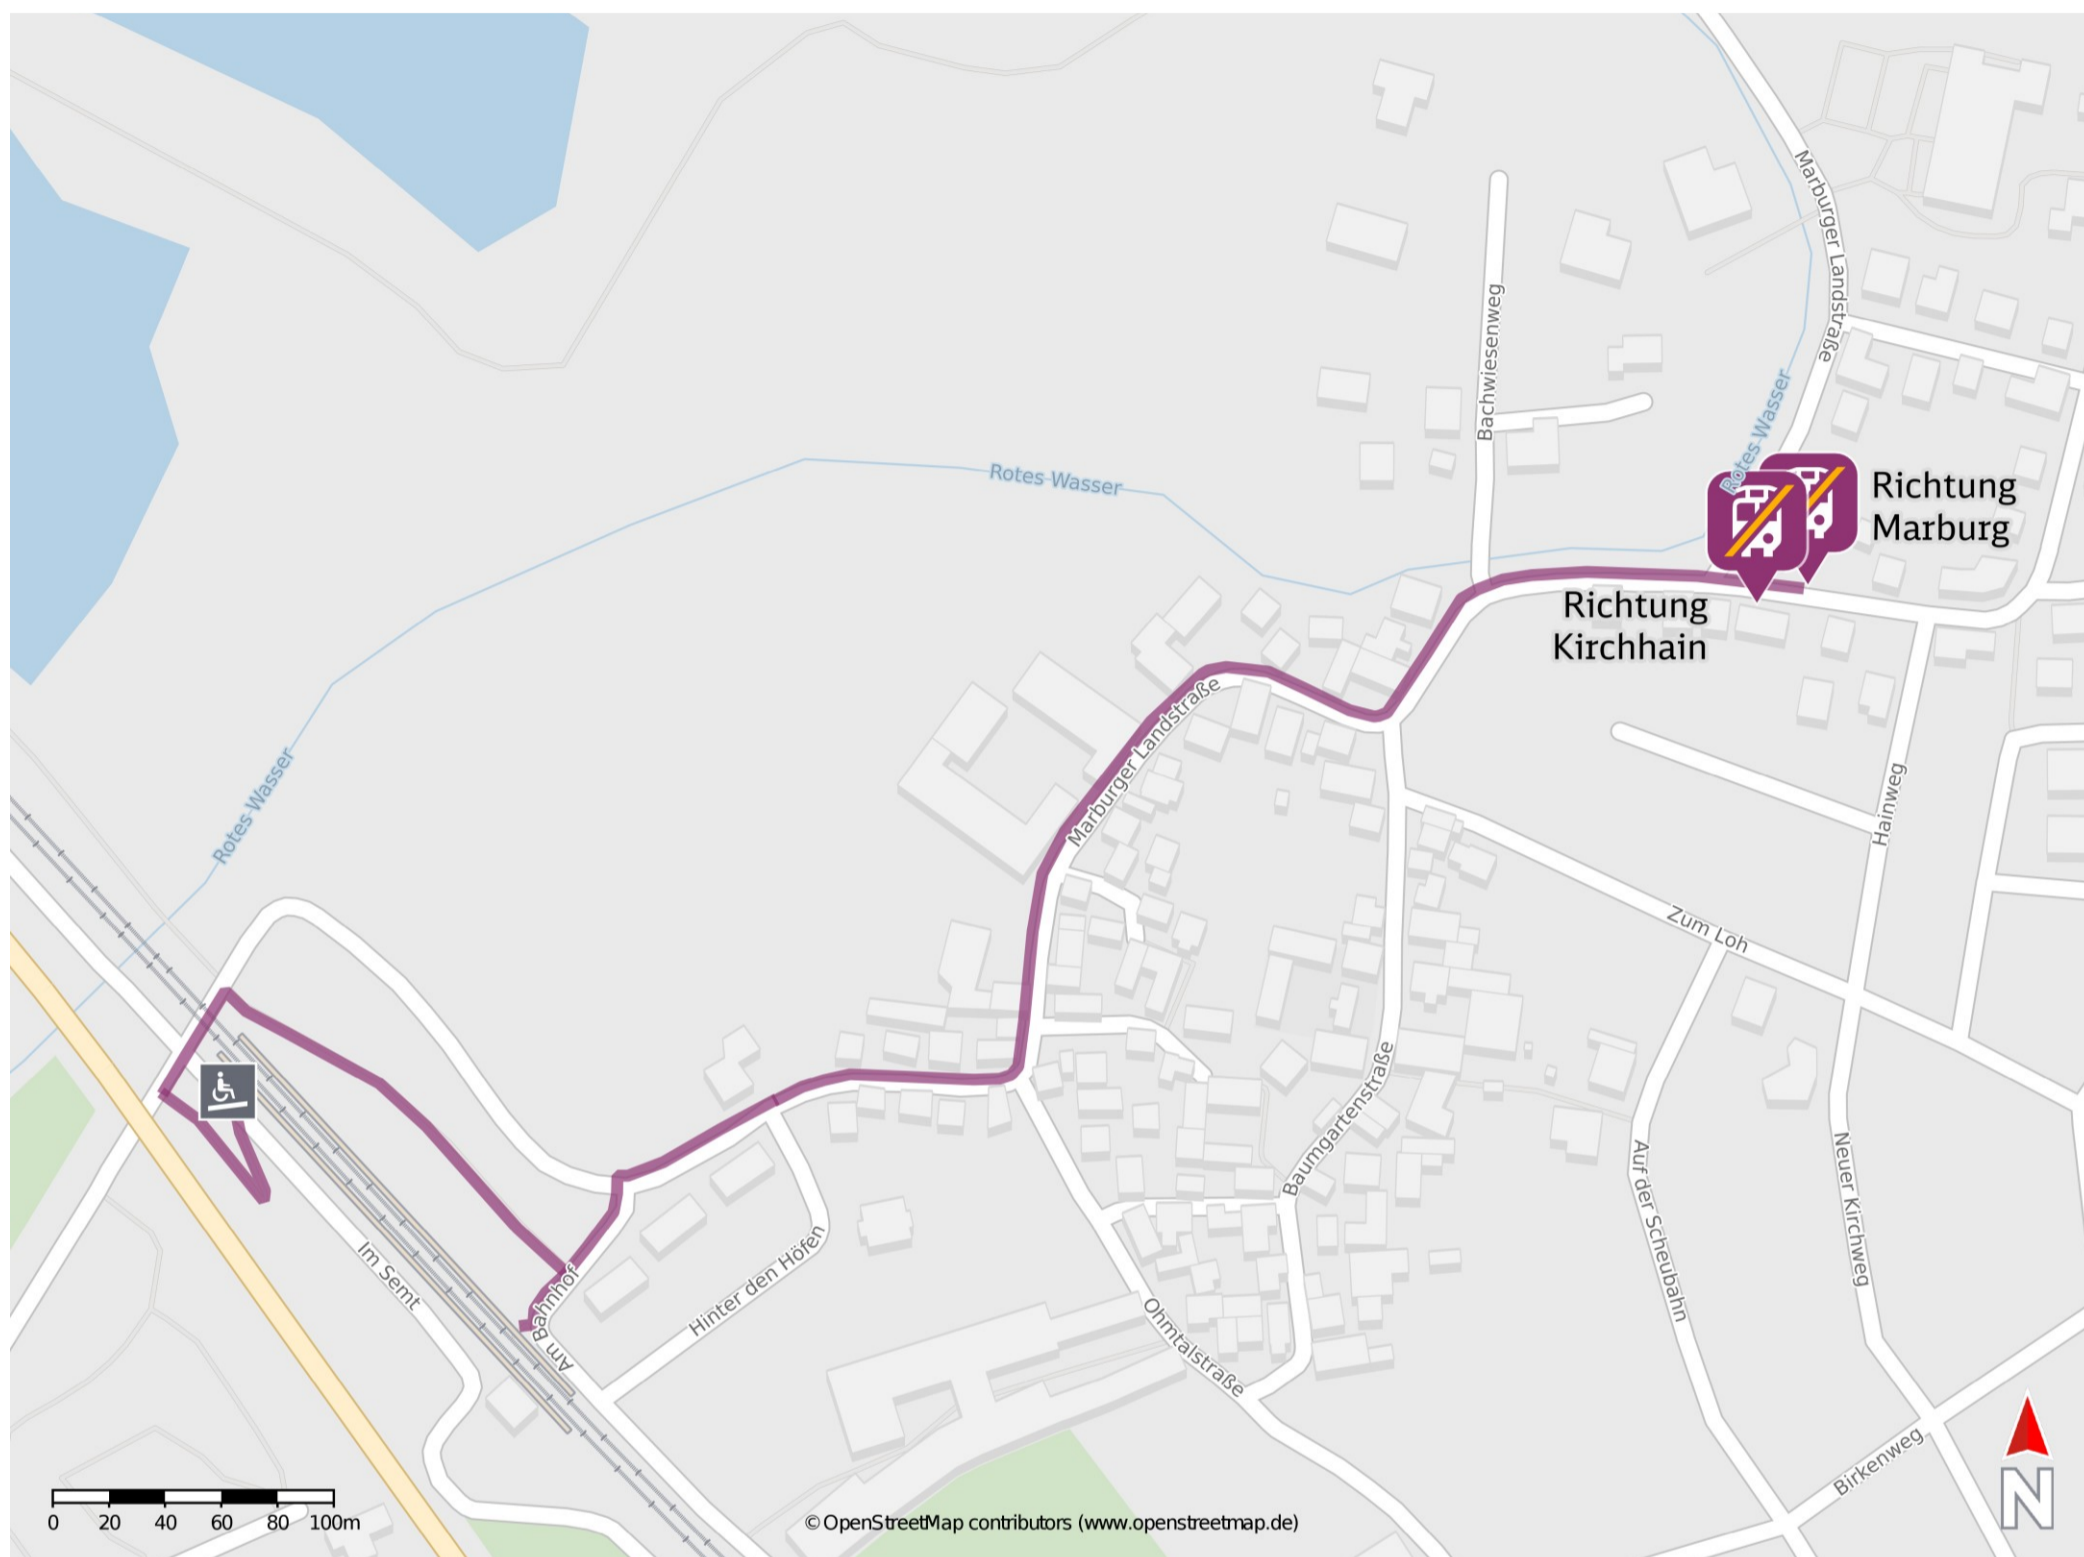 Marburger Landstraße
Bachwiesenweg
Rotes Wasser
Rotes Wasser
Richtung
Marburg
Richtung
Kirchhain
Marburger Landstraße
Rotes Wasser
Hainweg
Zum Loh
Baumgartenstraße
Auf der Scheubahn
Neuer Kirchweg
Im Semt
Hinter den Höfen
Am Bahnhof
Ohmtalstraße
Birkenweg
N
0 20 40 60 80 100m
© OpenStreetMap contributors (www.openstreetmap.de)